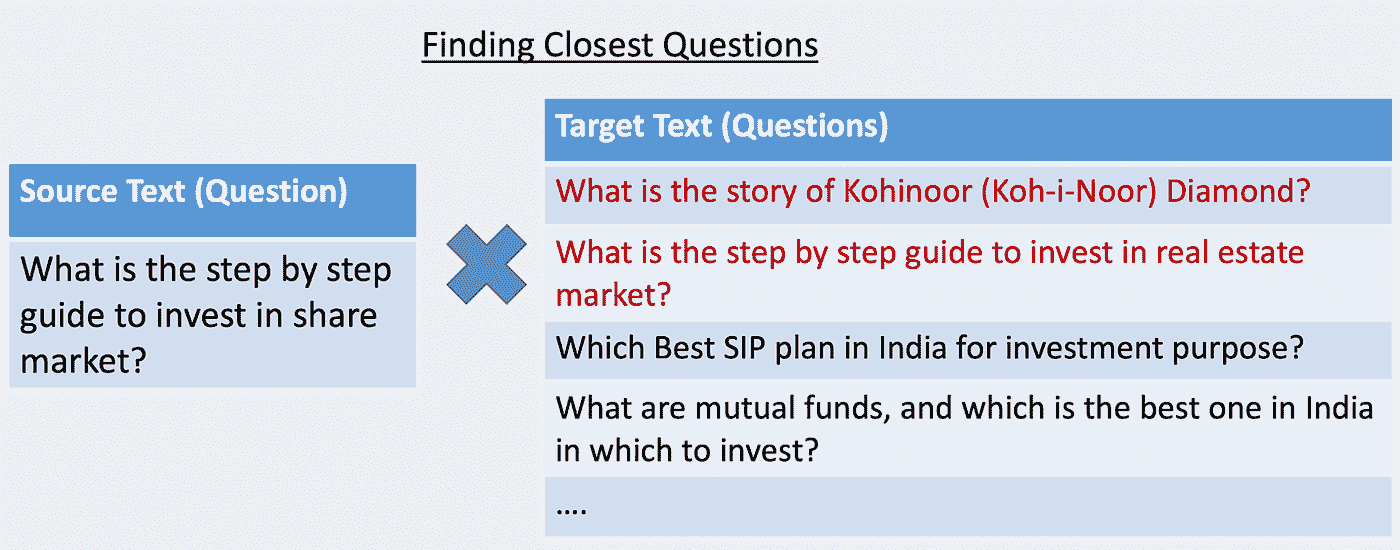 Finding Closest Questions
Source Text (Question)
What is the step by step
guide to invest in share
market?
Target Text (Questions)
What is the story of Kohinoor (Koh-i-Noor) Diamond?
What is the step by step guide to invest in real estate
market?
Which Best SIP plan in India for investment purpose?
What are mutual funds, and which is the best one in India
in which to invest?
....